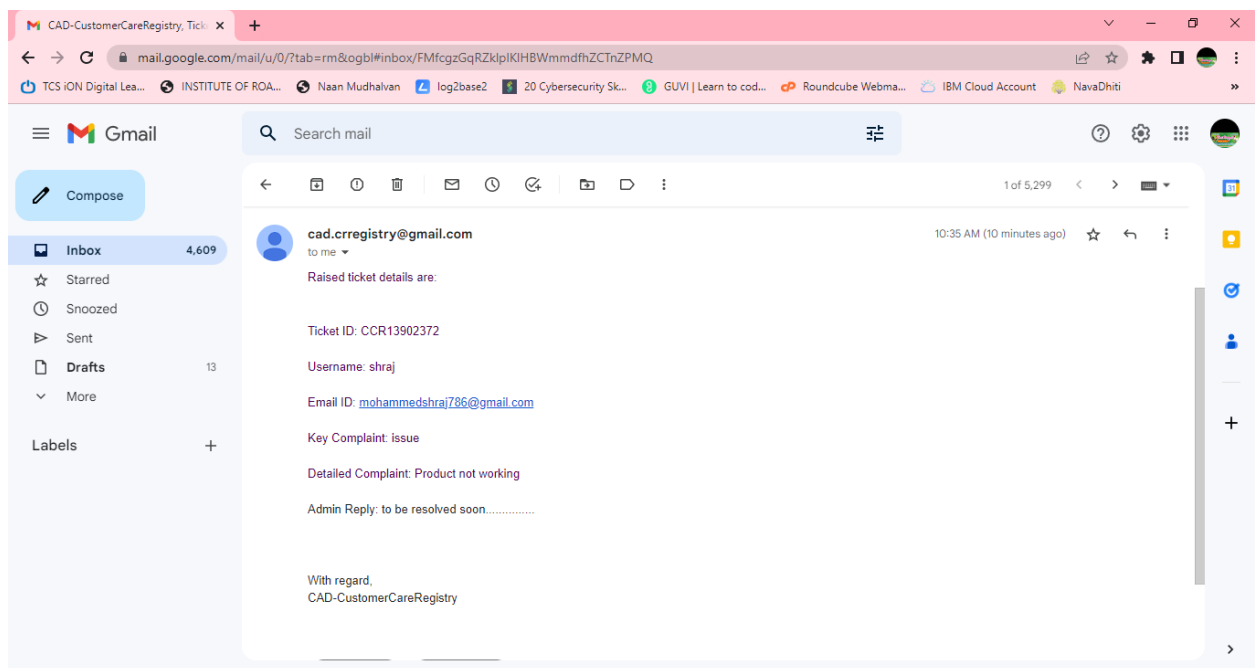 CAD-CustomerCareRegistry, Tick
mail.google.com/mail/u/0/?tab=rm&ogbl#inbox/FMfcgzGqRZklpIKlHBWmmdfhZCTnZPMQ
TCS iON Digital Lea... INSTITUTE OF ROA... Naan Mudhalvan log2base2 20 Cybersecurity Sk... GUVI | Learn to cod... Roundcube Webma... IBM Cloud Account NavaDhiti »
Gmail
Search mail
Compose
1 of 5,299
31
Inbox 4,609
Starred
Snoozed
Sent
Drafts 13
More
Labels
cad.crregistry@gmail.com 10:35 AM (10 minutes ago)
to me
Raised ticket details are:
Ticket ID: CCR13902372
Username: shraj
Email ID: mohammedshraj786@gmail.com
Key Complaint: issue
Detailed Complaint: Product not working
Admin Reply: to be resolved soon...............
With regard,
CAD-CustomerCareRegistry